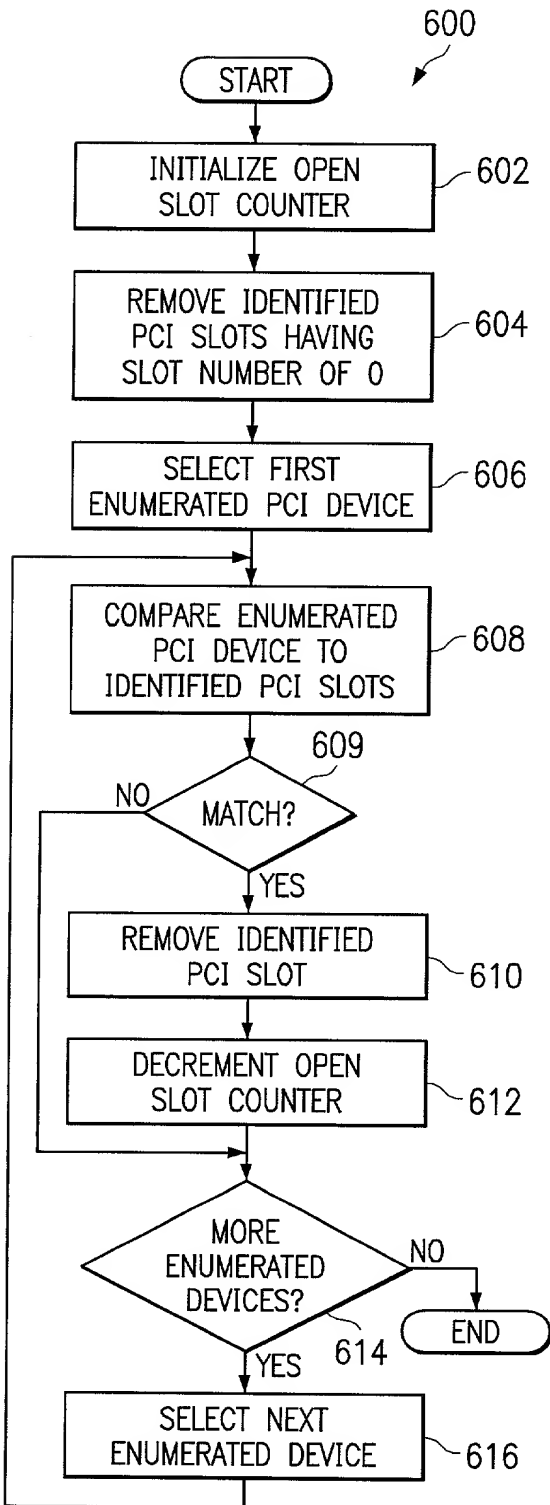 600
START
INITIALIZE OPEN
SLOT COUNTER
602
REMOVE IDENTIFIED
PCI SLOTS HAVING
SLOT NUMBER OF 0
604
SELECT FIRST
ENUMERATED PCI DEVICE
606
COMPARE ENUMERATED
PCI DEVICE TO
IDENTIFIED PCI SLOTS
608
609
NO
MATCH?
YES
REMOVE IDENTIFIED
PCI SLOT
610
DECREMENT OPEN
SLOT COUNTER
612
MORE
ENUMERATED
DEVICES?
NO
614
END
YES
SELECT NEXT
ENUMERATED DEVICE
616